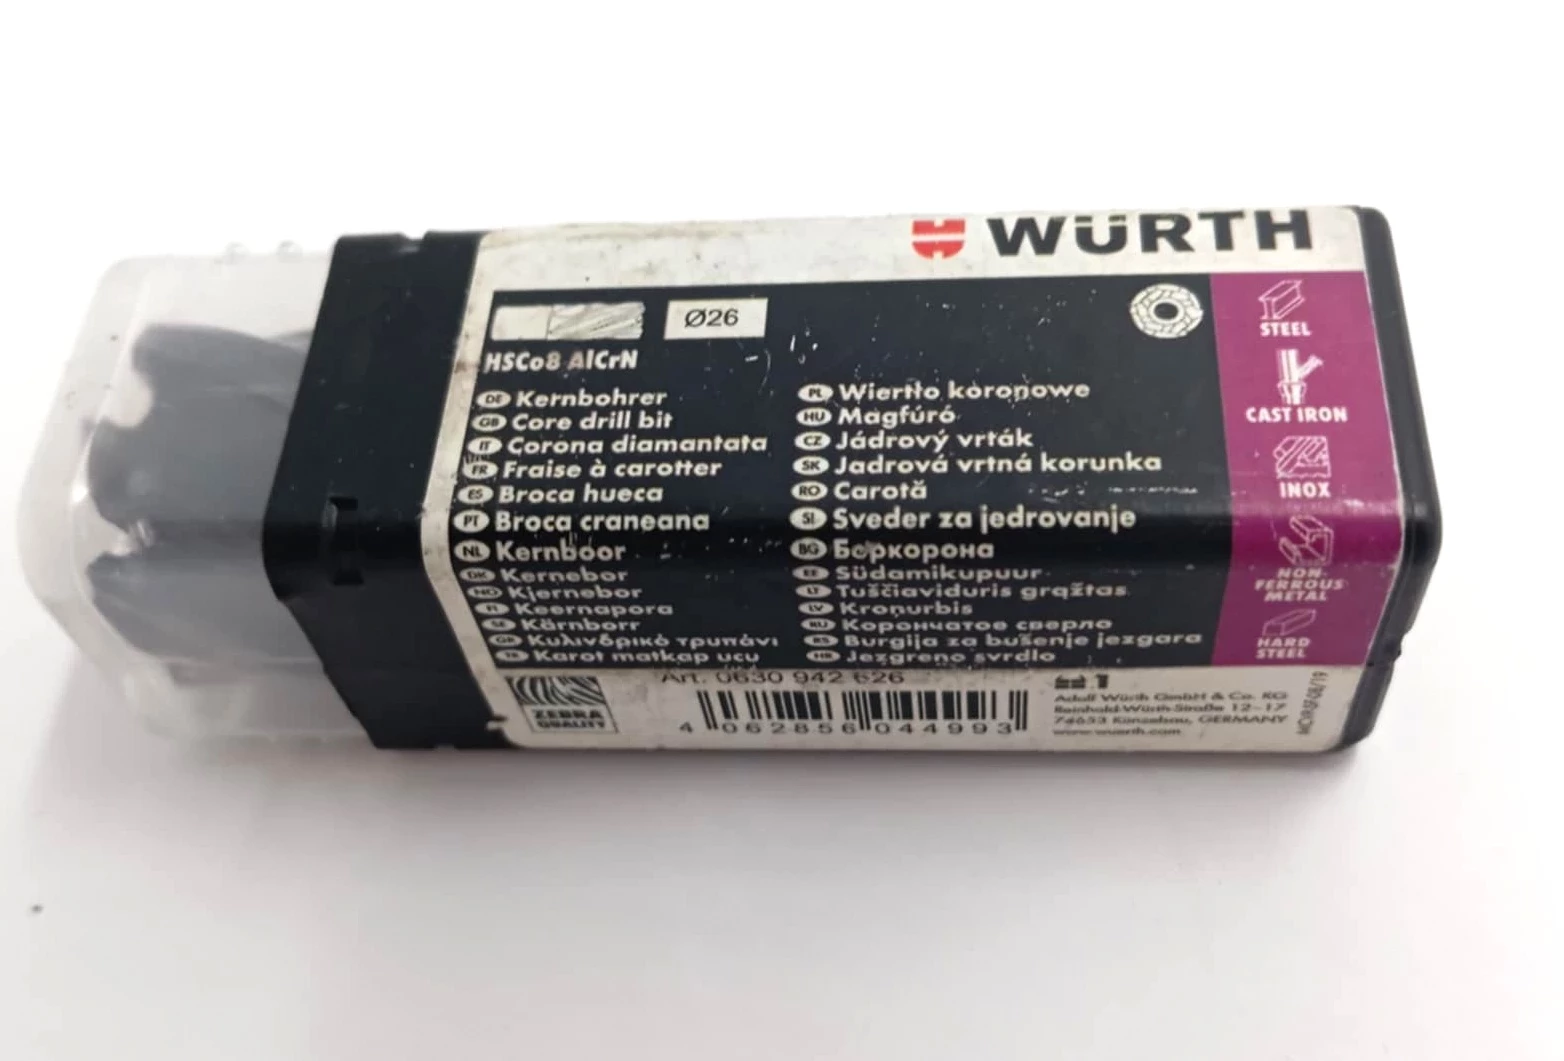 WÜRTH
Ø26
HSCo8 AlCrN
DE Kernbohrer
GB Core drill bit
IT Corona diamantata
FR Fraise à carotter
ES Broca hueca
PT Broca craneana
NL Kernboor
DK Kernebor
NO Kjernebor
FI Keernapora
SE Kärnborr
GR Κυλινδρικό τρυπάνι
TR Karot matkap ucu
PL Wiertło koronowe
HU Magfúró
CZ Jádrový vrták
SK Jadrová vrtná korunka
RO Carotă
SI Sveder za jedrovanje
BG Боркорона
EE Südamikupuur
LT Tuščiaviduris grąžtas
LV Kroņurbis
RU Корончатое сверло
RS Burgija za bušenje jezgara
HR Jezgreno svrdlo
STEEL
CAST IRON
INOX
NON-
FERROUS
METAL
HARD
STEEL
ZEBRA
QUALITY
Art. 0630 942 626
4 062856 044993
1
Adolf Würth GmbH & Co. KG
Reinhold-Würth-Straße 12-17
74653 Künzelsau, GERMANY
www.wuerth.com